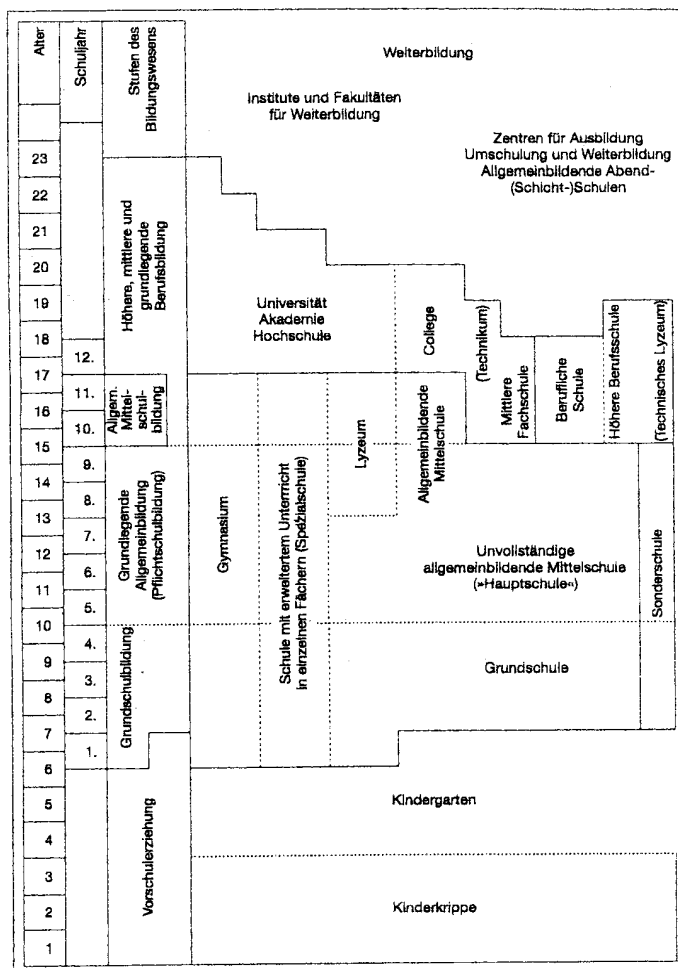 Alter
Schuljahr
Stufen des
Bildungswesens
Weiterbildung
Institute und Fakultäten
für Weiterbildung
Zentren für Ausbildung
Umschulung und Weiterbildung
Allgemeinbildende Abend-
(Schicht-)Schulen
23
22
21
20
19
18
17
16
15
14
13
12
11
10
9
8
7
6
5
4
3
2
1
12.
11.
10.
9.
8.
7.
6.
5.
4.
3.
2.
1.
Höhere, mittlere und
grundlegende
Berufsbildung
Allgem.
Mittel-
schul-
bildung
Grundlegende
Allgemeinbildung
(Pflichtschulbildung)
Grundschulbildung
Vorschulerziehung
Universität
Akademie
Hochschule
College
(Technikum)
Mittlere
Fachschule
Berufliche
Schule
Höhere Berufsschule
(Technisches Lyzeum)
Gymnasium
Schule mit erweitertem Unterrricht
in einzelnen Fächern (Spezialschule)
Lyzeum
Allgemeinbildende
Mittelschule
Unvollständige
allgemeinbildende Mittelschule
(»Hauptschule«)
Sonderschule
Grundschule
Kindergarten
Kinderkrippe